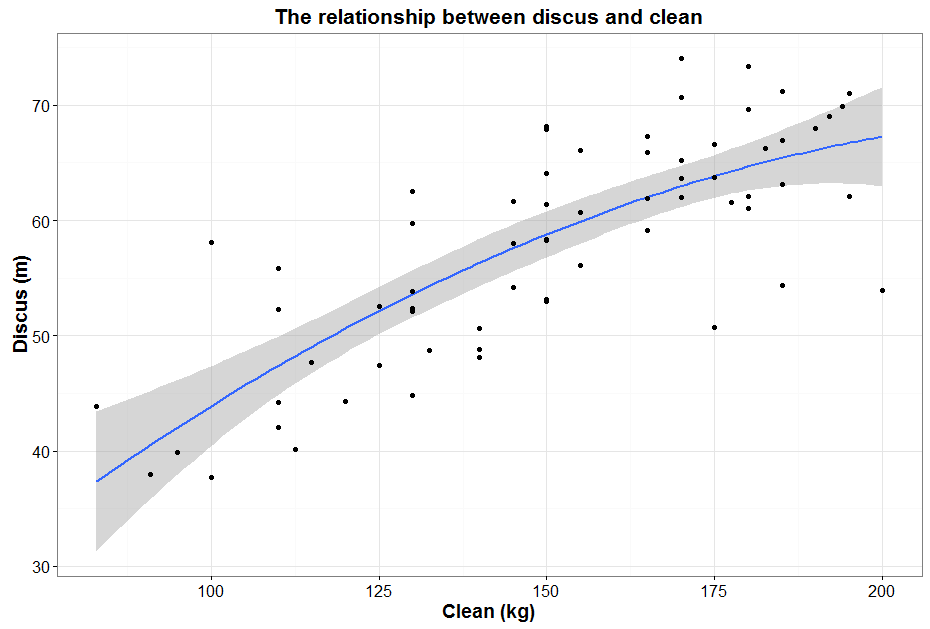 The relationship between discus and clean
Discus (m)
70
60
50
40
30
100 125 150 175 200
Clean (kg)